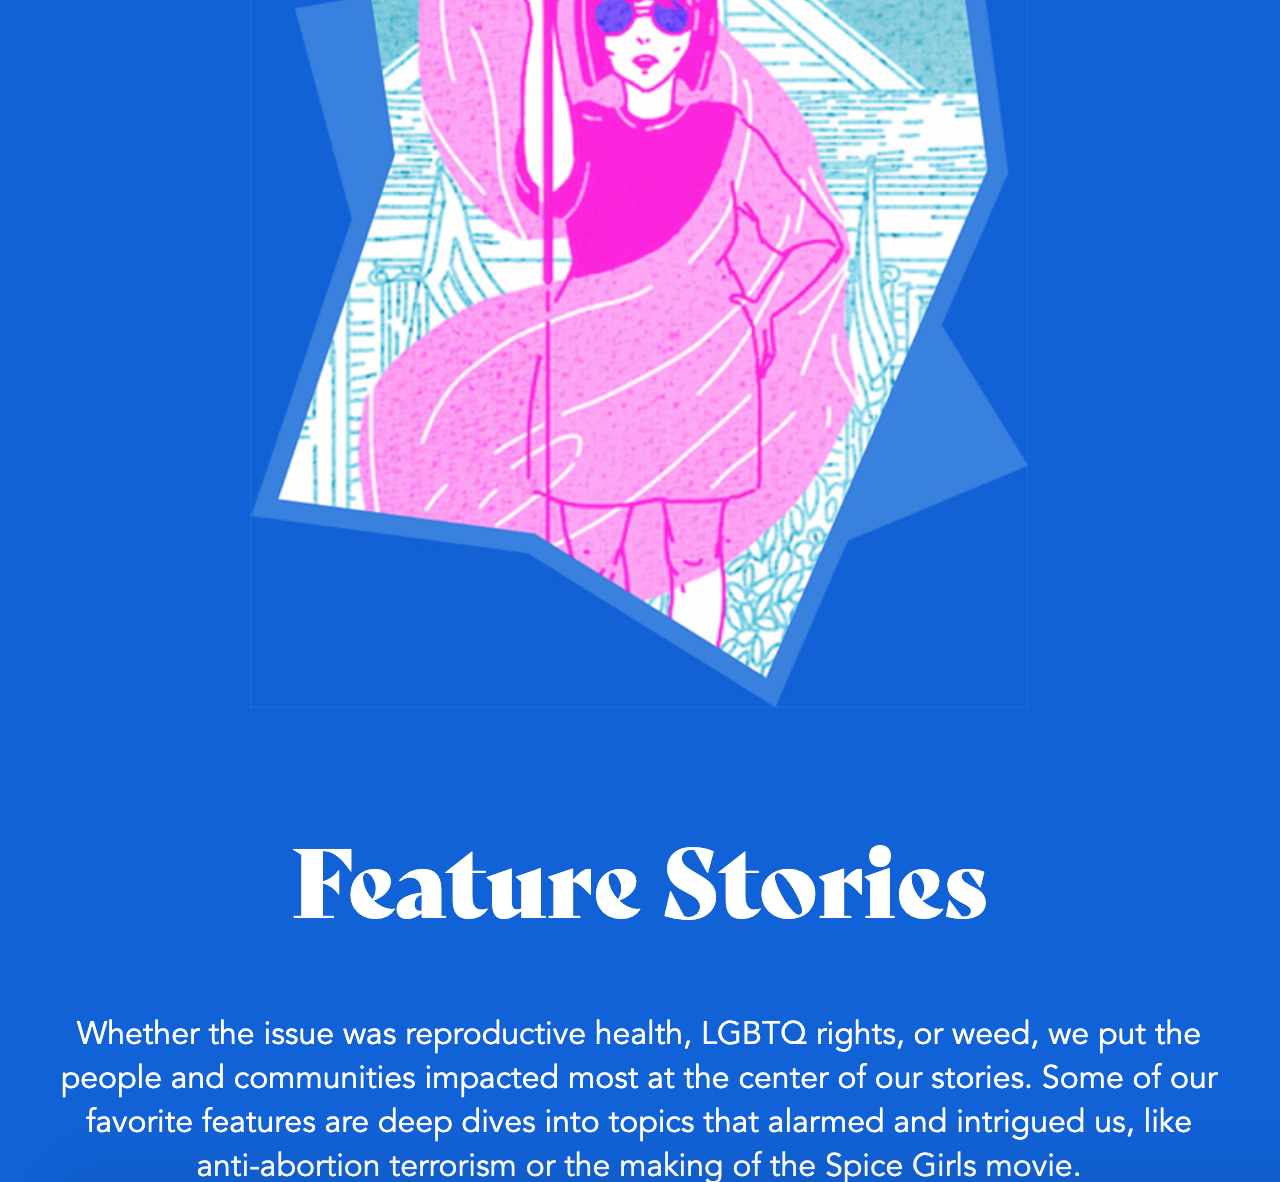 Feature Stories
Whether the issue was reproductive health, LGBTQ rights, or weed, we put the
people and communities impacted most at the center of our stories. Some of our
favorite features are deep dives into topics that alarmed and intrigued us, like
anti-abortion terrorism or the making of the Spice Girls movie.